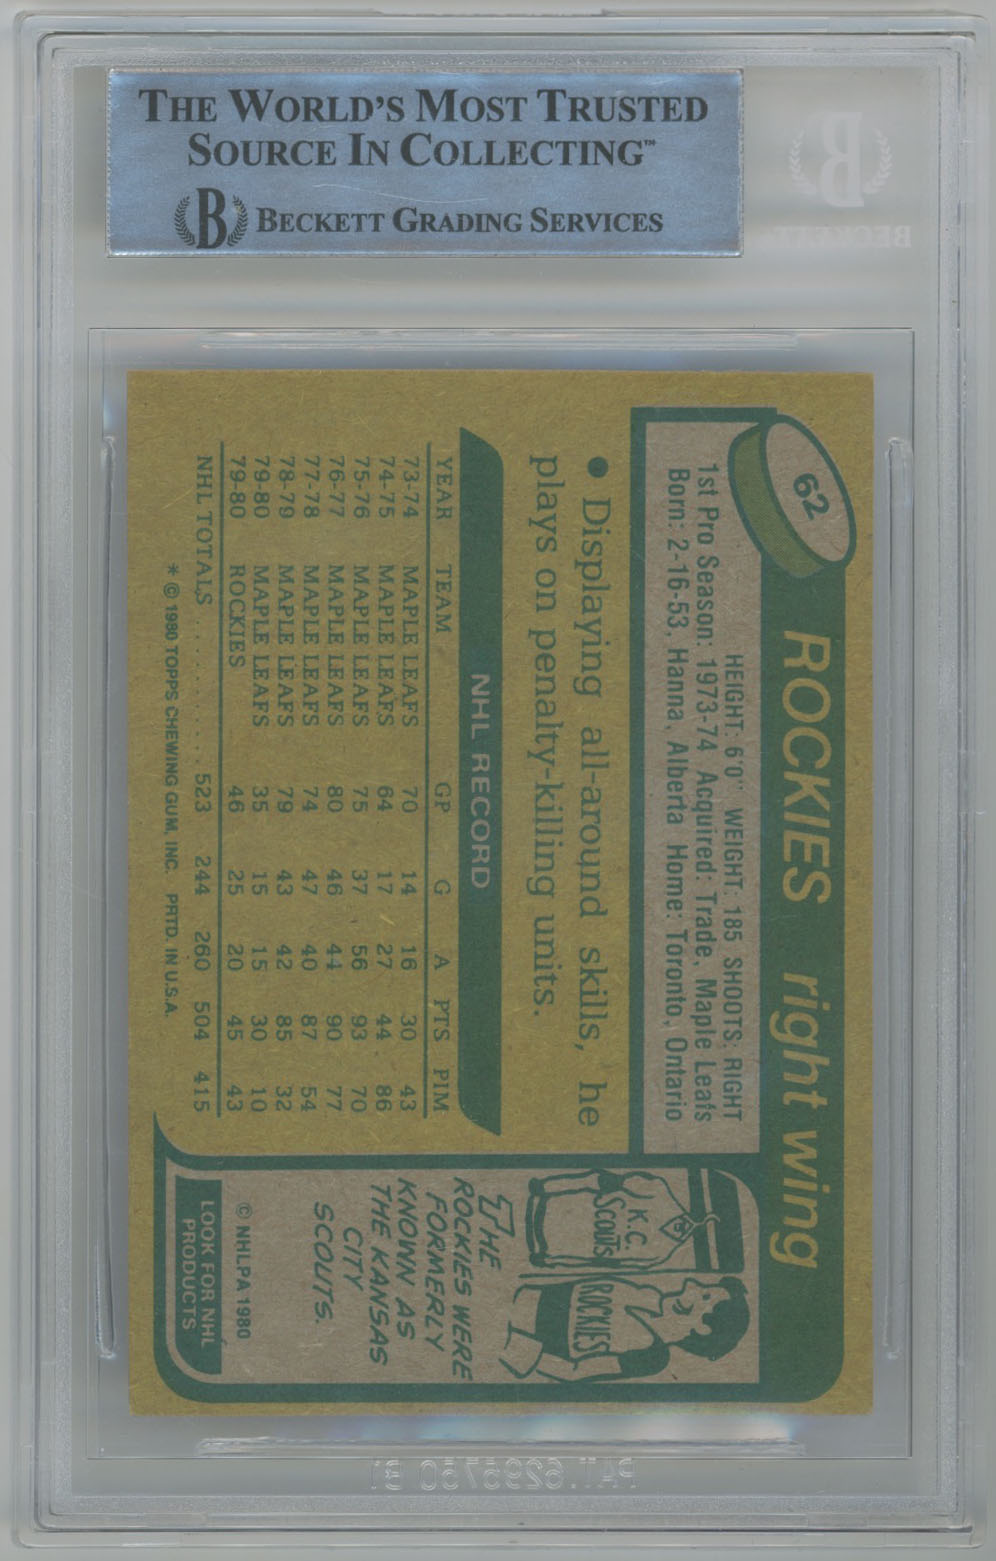 THE WORLD'S MOST TRUSTED
SOURCE IN COLLECTING™
B BECKETT GRADING SERVICES
B
BECKETT
62
ROCKIES right wing
HEIGHT: 6'0" WEIGHT: 185 SHOOTS: RIGHT
1st Pro Season: 1973-74 Acquired: Trade, Maple Leafs
Born: 2-16-53, Hanna, Alberta Home: Toronto, Ontario
● Displaying all-around skills, he
plays on penalty-killing units.
NHL RECORD
YEAR TEAM GP G A PTS PIM
73-74 MAPLE LEAFS 70 14 16 30 43
74-75 MAPLE LEAFS 64 17 27 44 86
75-76 MAPLE LEAFS 75 37 56 93 70
76-77 MAPLE LEAFS 80 46 44 90 77
77-78 MAPLE LEAFS 74 47 40 87 54
78-79 MAPLE LEAFS 79 43 42 85 32
79-80 MAPLE LEAFS 35 15 15 30 10
79-80 ROCKIES 46 25 20 45 43
NHL TOTALS . . . . . . . . . . 523 244 260 504 415
* © 1980 TOPPS CHEWING GUM, INC. PRTD. IN U.S.A.
K.C.
SCOUTS
ROCKIES
THE
ROCKIES WERE
FORMERLY
KNOWN AS
THE KANSAS
CITY
SCOUTS.
© NHLPA 1980
LOOK FOR NHL
PRODUCTS
PAT. 6295750 B1